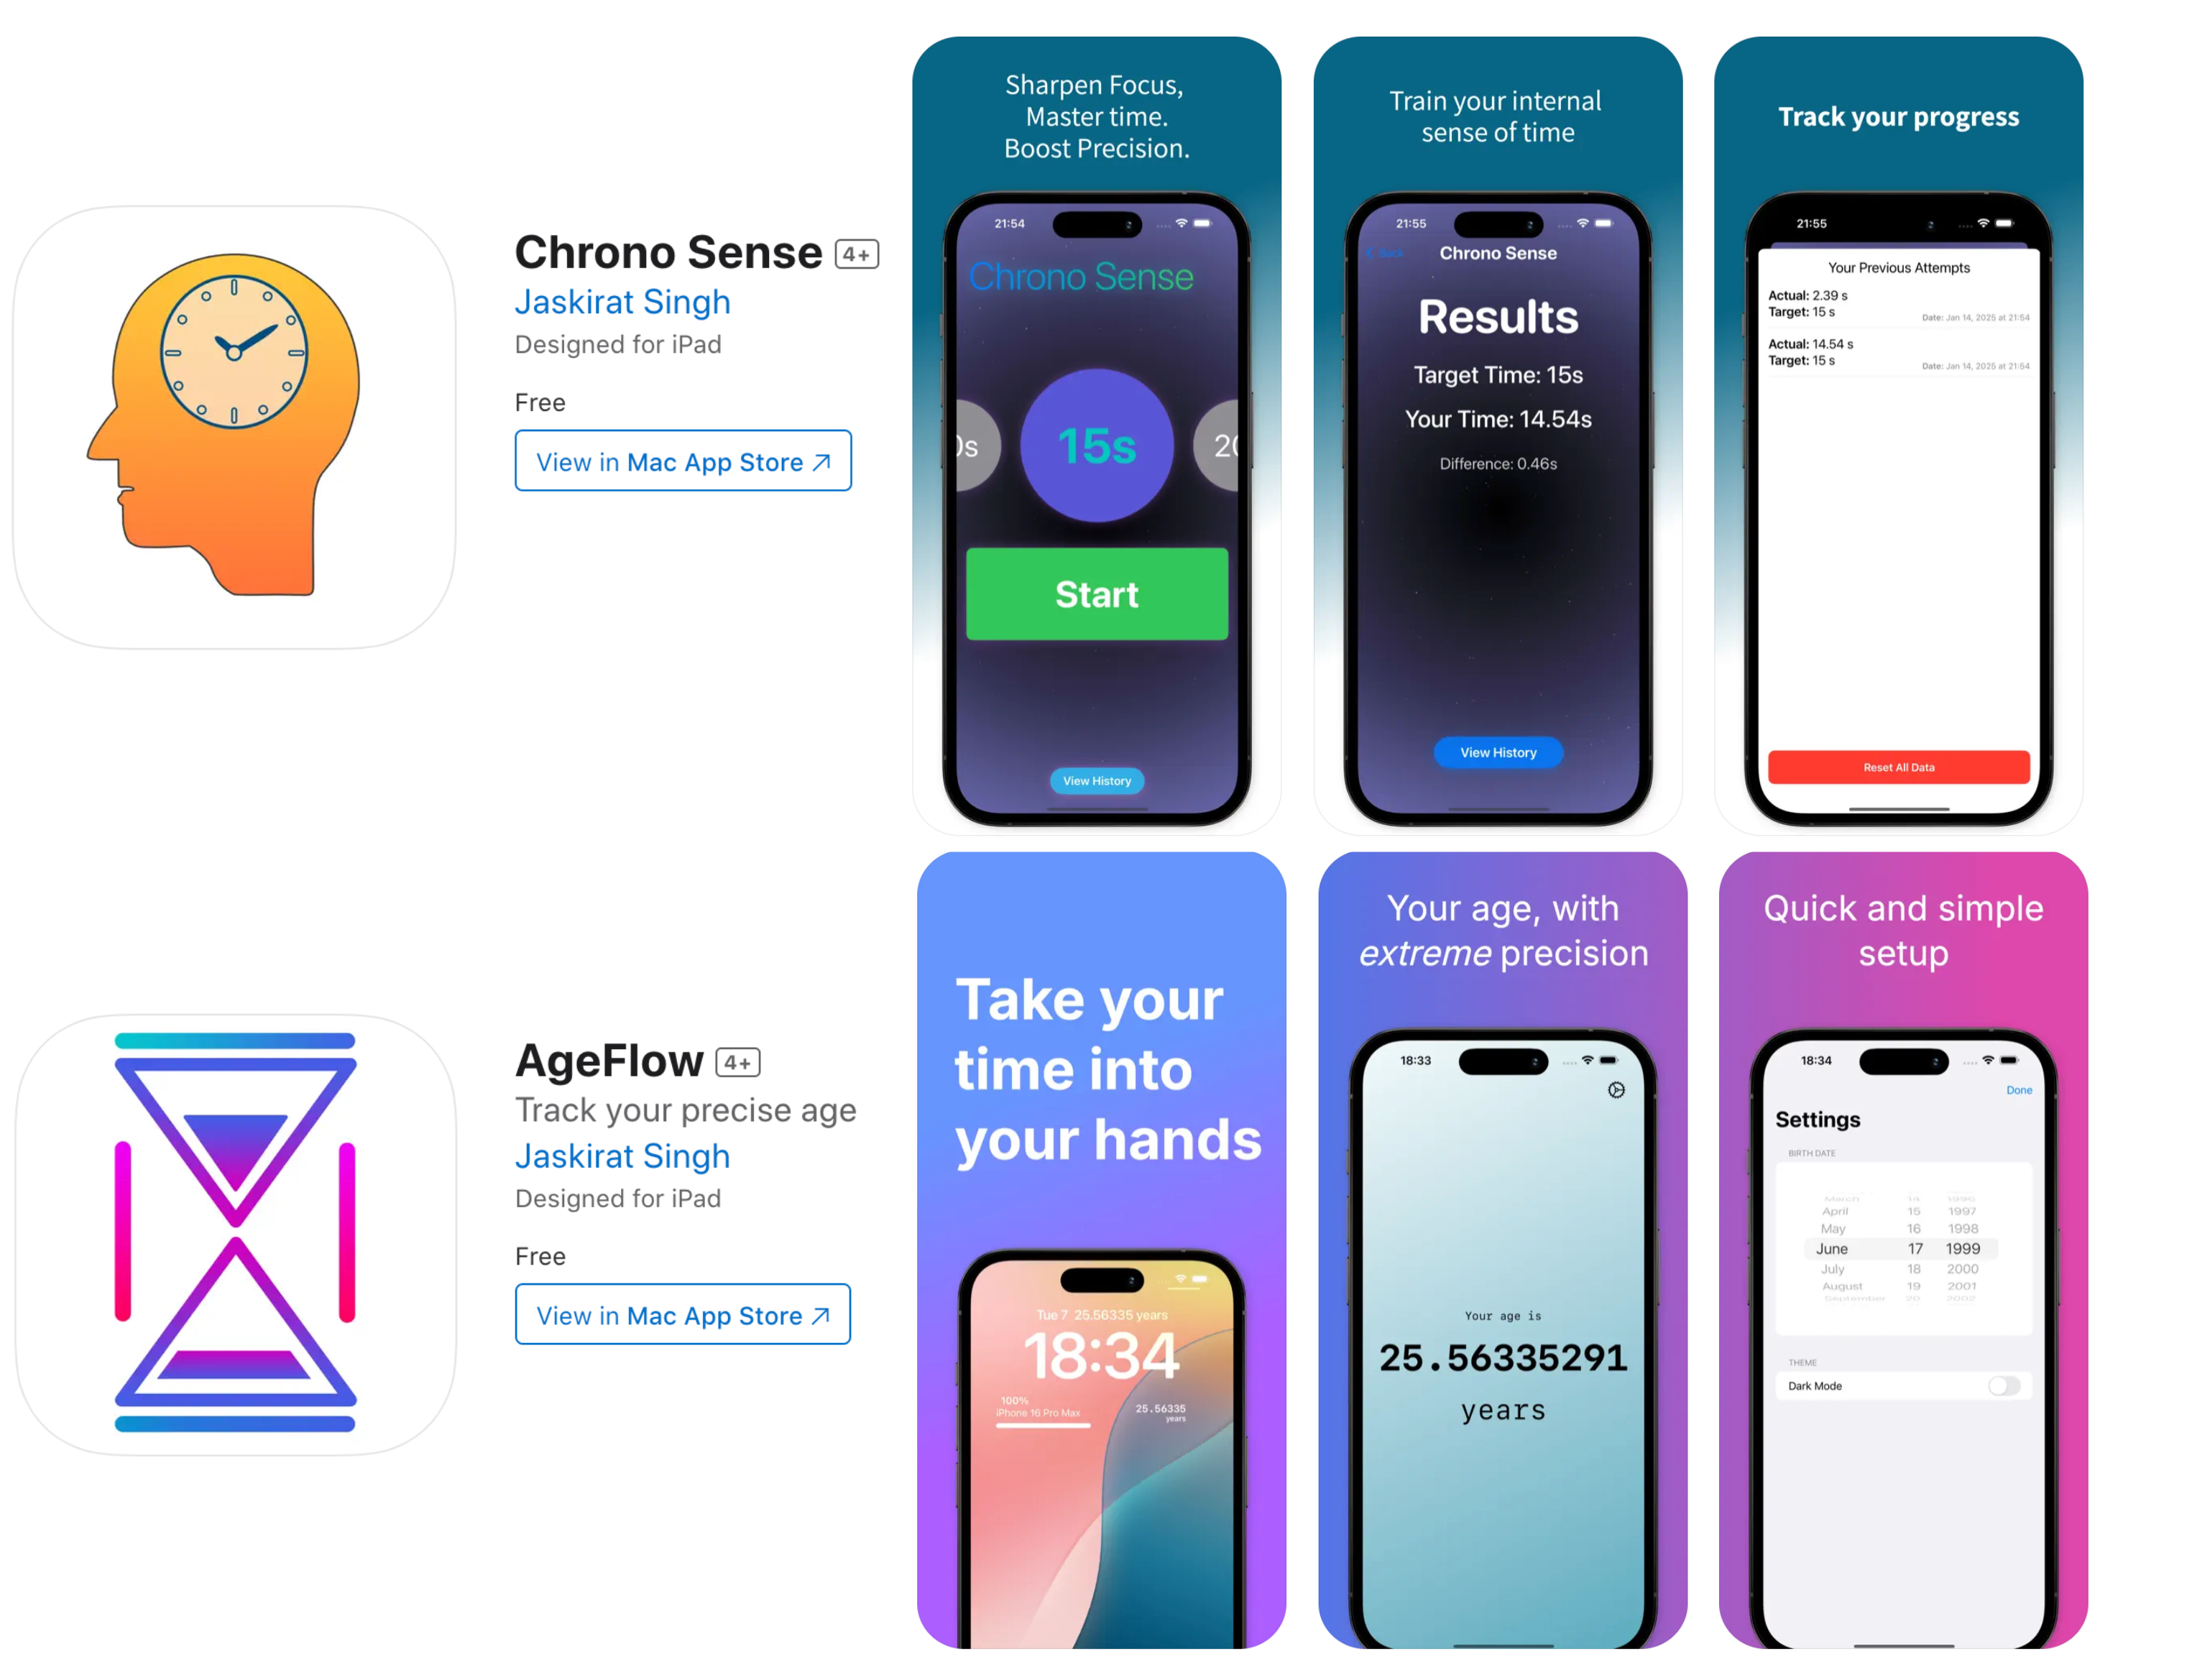 Chrono Sense 4+
Jaskirat Singh
Designed for iPad
Free
View in Mac App Store
Sharpen Focus,
Master time.
Boost Precision.
21:54
Chrono Sense
15s
20
Start
View History
Train your internal
sense of time
21:55
Back
Chrono Sense
Results
Target Time: 15s
Your Time: 14.54s
Difference: 0.46s
View History
Track your progress
21:55
Your Previous Attempts
Actual: 2.39 s
Target: 15 s
Date: Jan 14, 2025 at 21:54
Actual: 14.54 s
Target: 15 s
Date: Jan 14, 2025 at 21:54
Reset All Data
AgeFlow 4+
Track your precise age
Jaskirat Singh
Designed for iPad
Free
View in Mac App Store
Take your
time into
your hands
Tue 7 25.56335 years
18:34
100%
iPhone 16 Pro Max
25.56335
years
Your age, with
extreme precision
18:33
Your age is
25.56335291
years
Quick and simple
setup
18:34
Done
Settings
BIRTH DATE
March 14 1996
April 15 1997
May 16 1998
June 17 1999
July 18 2000
August 19 2001
September 20 2002
THEME
Dark Mode